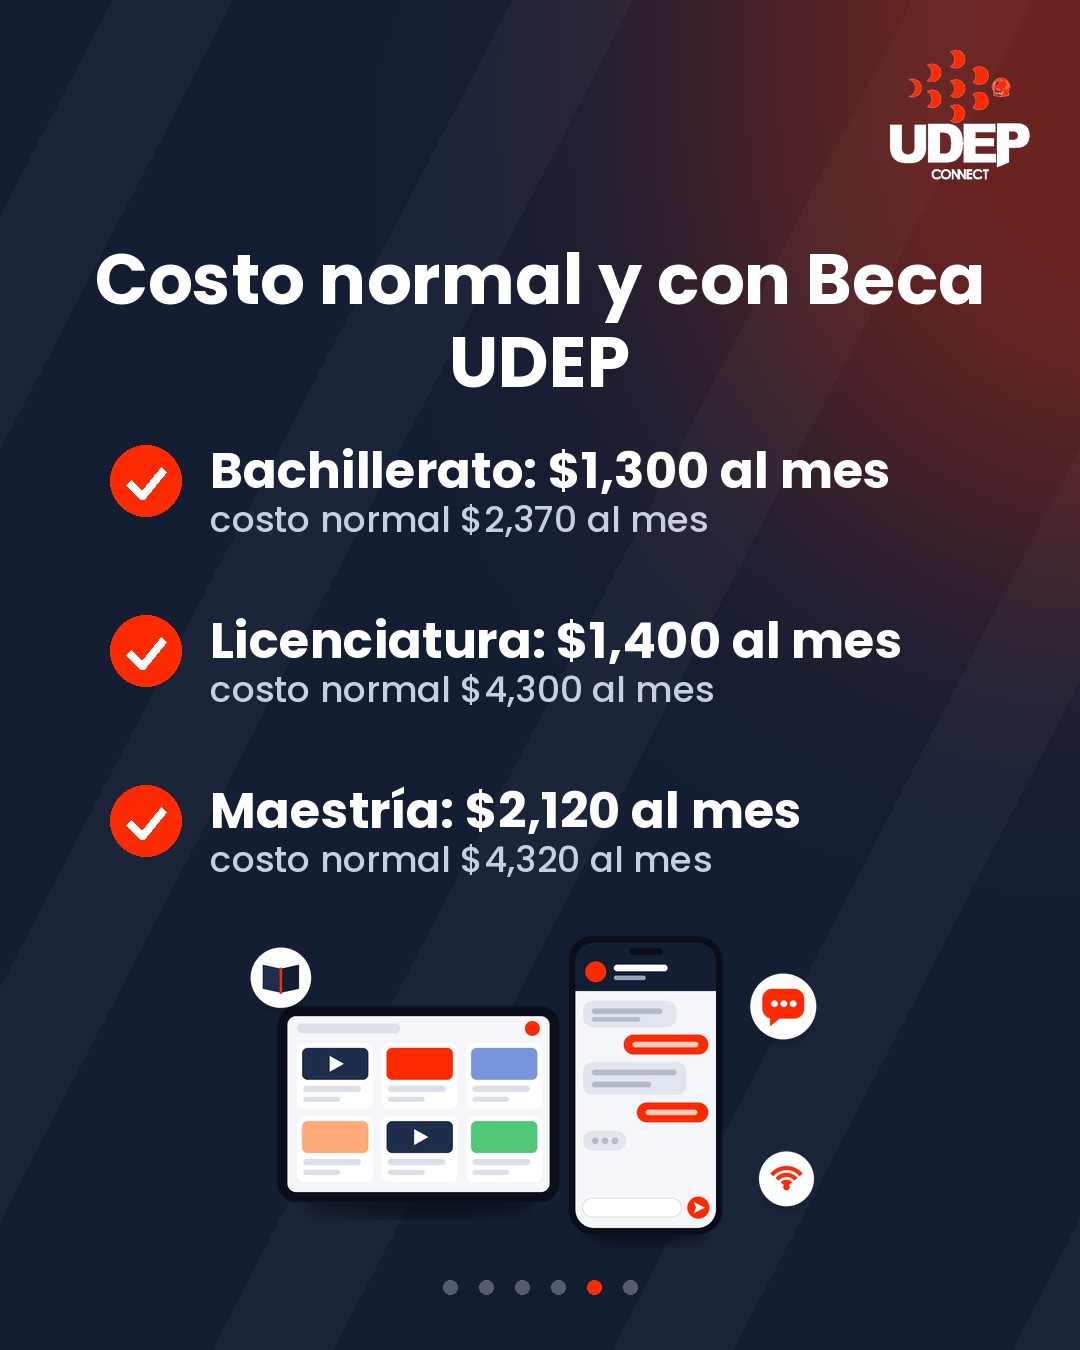 UDEP
CONNECT
Costo normal y con Beca
UDEP
Bachillerato: $1,300 al mes
costo normal $2,370 al mes
Licenciatura: $1,400 al mes
costo normal $4,300 al mes
Maestría: $2,120 al mes
costo normal $4,320 al mes